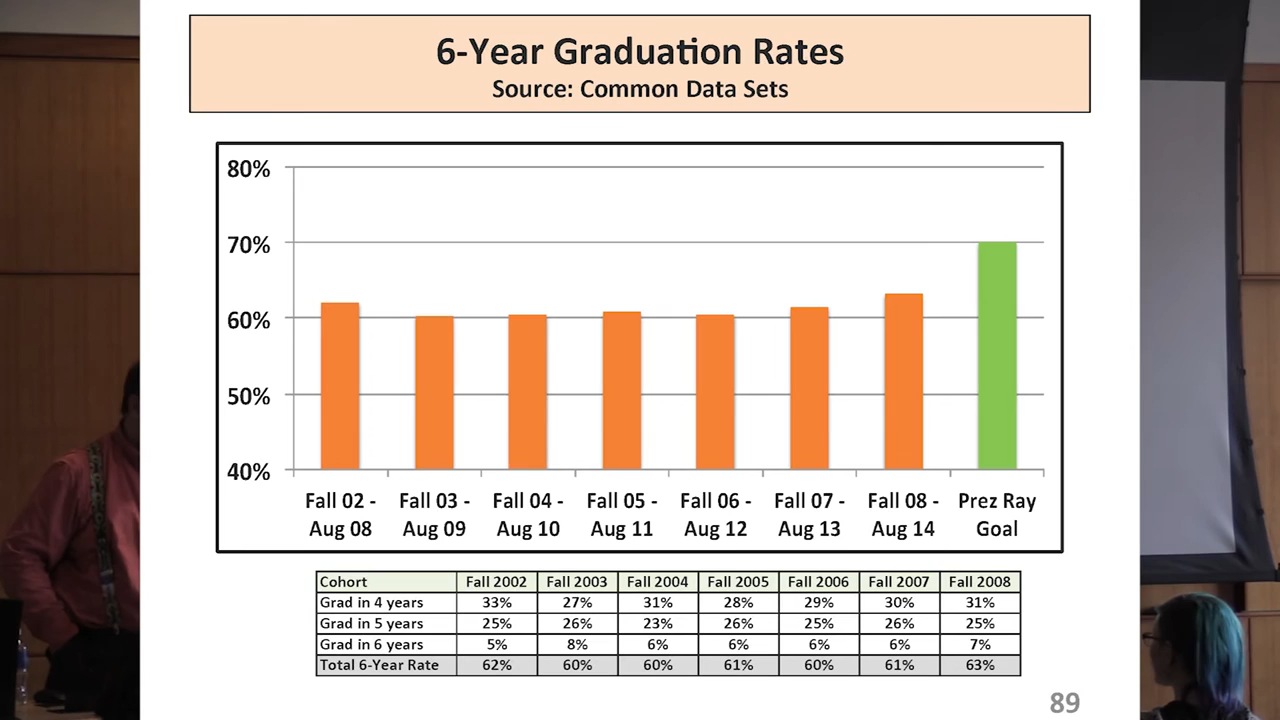 6-Year Graduation Rates
Source: Common Data Sets
80%
70%
60%
50%
40%
Fall 02 - Aug 08
Fall 03 - Aug 09
Fall 04 - Aug 10
Fall 05 - Aug 11
Fall 06 - Aug 12
Fall 07 - Aug 13
Fall 08 - Aug 14
Prez Ray Goal
Cohort Fall 2002 Fall 2003 Fall 2004 Fall 2005 Fall 2006 Fall 2007 Fall 2008
Grad in 4 years 33% 27% 31% 28% 29% 30% 31%
Grad in 5 years 25% 26% 23% 26% 25% 26% 25%
Grad in 6 years 5% 8% 6% 6% 6% 6% 7%
Total 6-Year Rate 62% 60% 60% 61% 60% 61% 63%
89